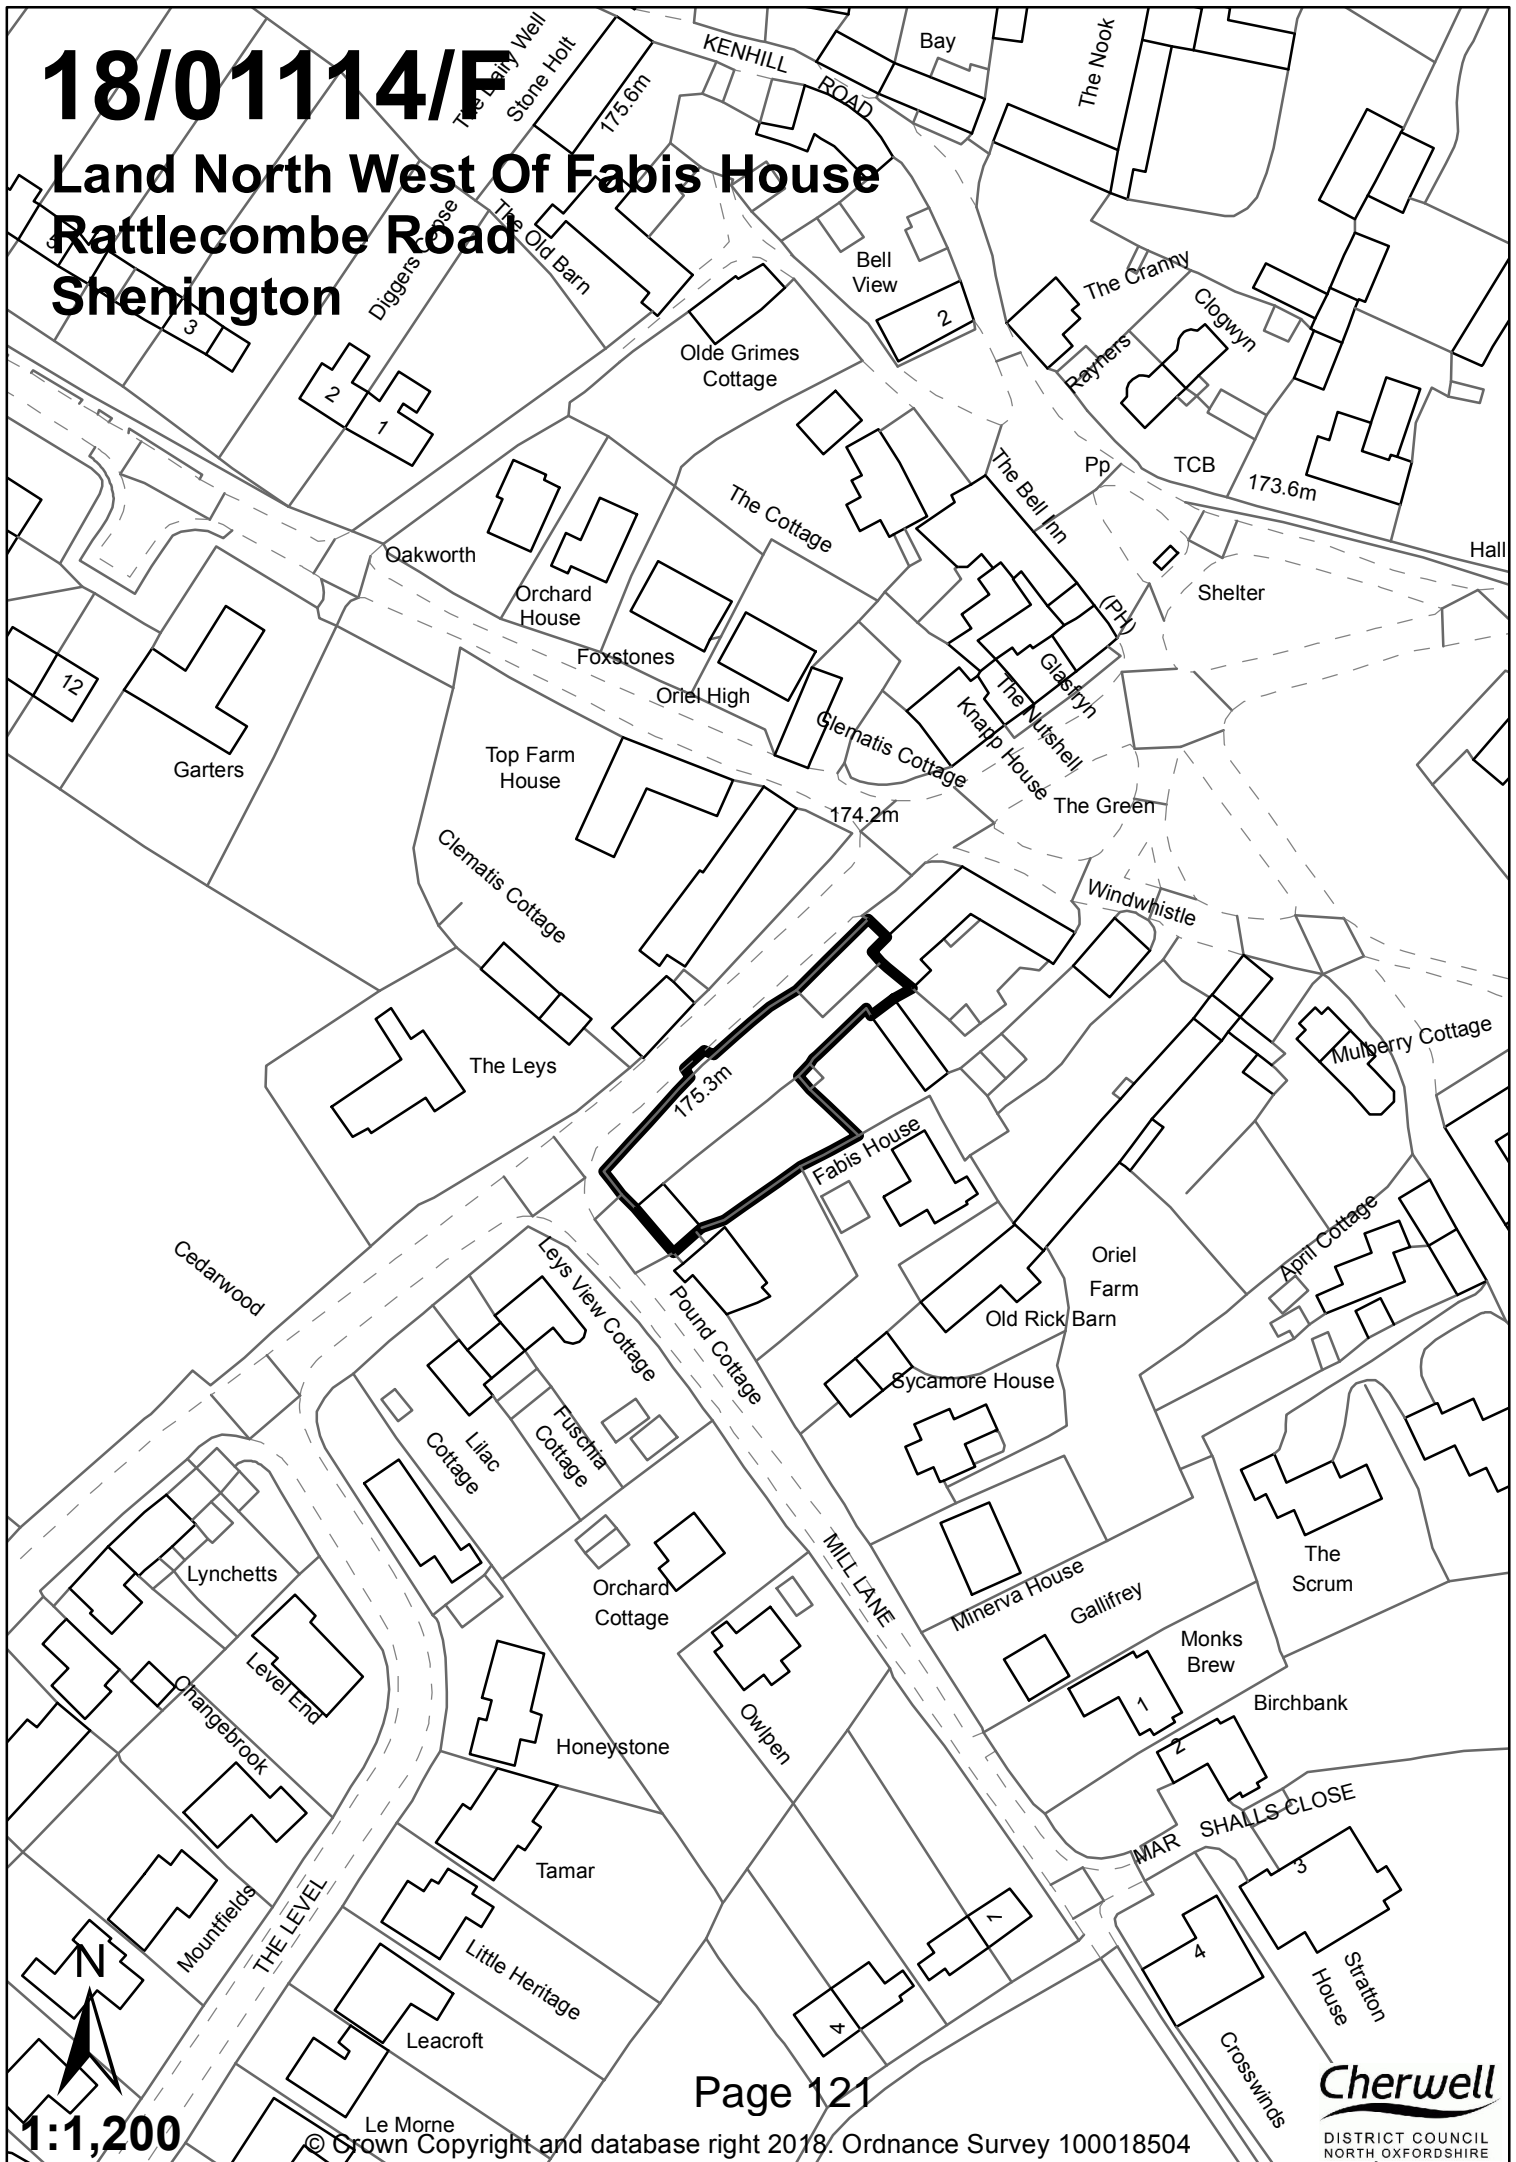 18/01114/F
Land North West Of Fabis House
Rattlecombe Road
Shenington
The Dairy Well
Stone Holt
175.6m
KENHILL
ROAD
Bay
The Nook
5
3
Diggers Copse
The Old Barn
2
1
Olde Grimes
Cottage
Bell
View
2
The Cranny
Rayners
Clogwyn
Pp
TCB
173.6m
Hall
Shelter
The Bell Inn
(PH)
The Cottage
Oakworth
Orchard
House
Foxstones
Oriel High
12
Garters
Top Farm
House
Clematis Cottage
Glasfryn
The Nutshell
Knapp House
The Green
174.2m
Clematis Cottage
Windwhistle
Mulberry Cottage
The Leys
175.3m
Fabis House
Cedarwood
Leys View Cottage
Pound Cottage
Oriel
Farm
Old Rick Barn
April Cottage
Sycamore House
Lilac
Cottage
Fuschia
Cottage
Lynchetts
Orchard
Cottage
MILL LANE
Minerva House
Gallifrey
The
Scrum
Level End
Changebrook
Owlpen
Monks
Brew
1
Birchbank
2
Honeystone
MAR SHALLS CLOSE
3
Tamar
Mountfields
THE LEVEL
Little Heritage
1
4
4
Stratton
House
Crosswinds
N
Leacroft
Le Morne
1:1,200
Page 121
© Crown Copyright and database right 2018. Ordnance Survey 100018504
Cherwell
DISTRICT COUNCIL
NORTH OXFORDSHIRE